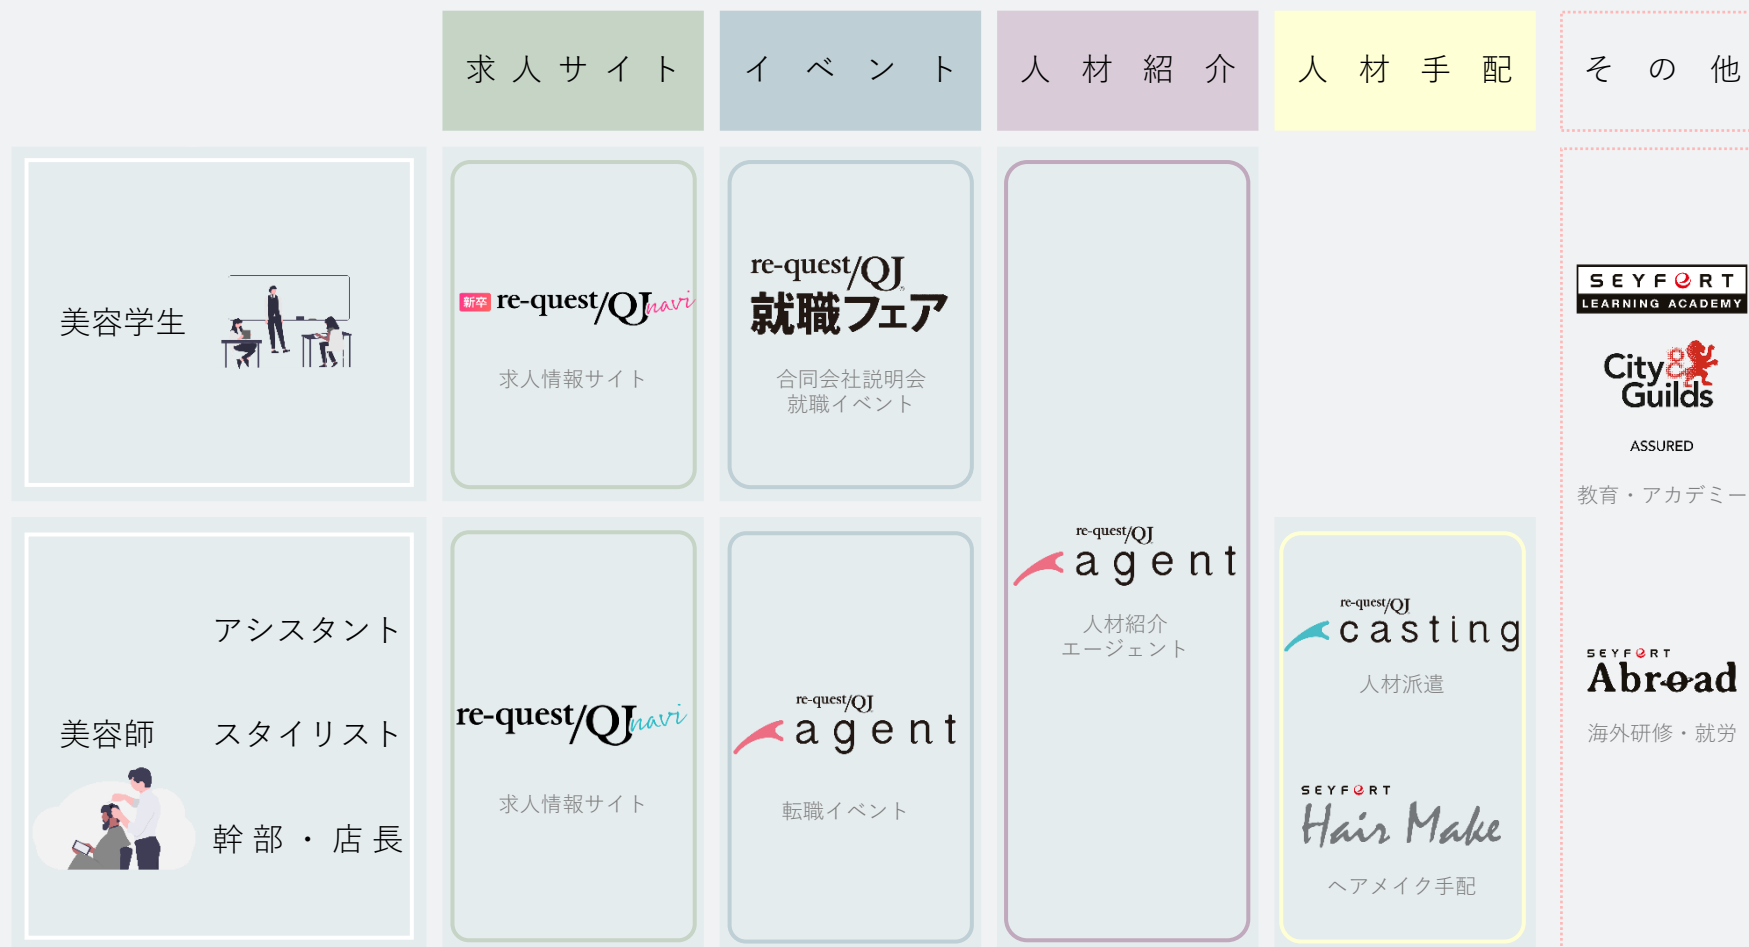 求人サイト
イベント
人材紹介
人材手配
その他
美容学生
新卒 re-quest/QJ navi
求人情報サイト
re-quest/QJ
就職フェア
合同会社説明会
就職イベント
SEYFERT
LEARNING ACADEMY
City &
Guilds
ASSURED
教育・アカデミー
美容師
アシスタント
スタイリスト
幹部・店長
re-quest/QJ navi
求人情報サイト
re-quest/QJ
agent
転職イベント
re-quest/QJ
agent
人材紹介
エージェント
re-quest/QJ
casting
人材派遣
SEYFERT
Hair Make
ヘアメイク手配
SEYFERT
Abroad
海外研修・就労